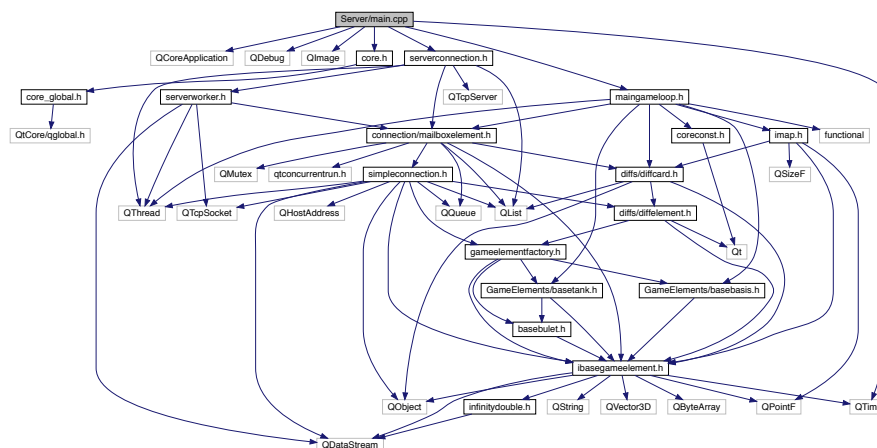 Server/main.cpp
QCoreApplication
QDebug
QImage
core.h
serverconnection.h
core_global.h
serverworker.h
QTcpServer
maingameloop.h
QtCore/qglobal.h
connection/mailboxelement.h
coreconst.h
imap.h
functional
QMutex
qtconcurrentrun.h
simpleconnection.h
diffs/diffcard.h
QSizeF
QThread
QTcpSocket
QHostAddress
QQueue
QList
diffs/diffelement.h
gameelementfactory.h
Qt
GameElements/basetank.h
GameElements/basebasis.h
basebulet.h
ibasegameelement.h
QObject
infinitydouble.h
QString
QVector3D
QByteArray
QPointF
QTim
QDataStream